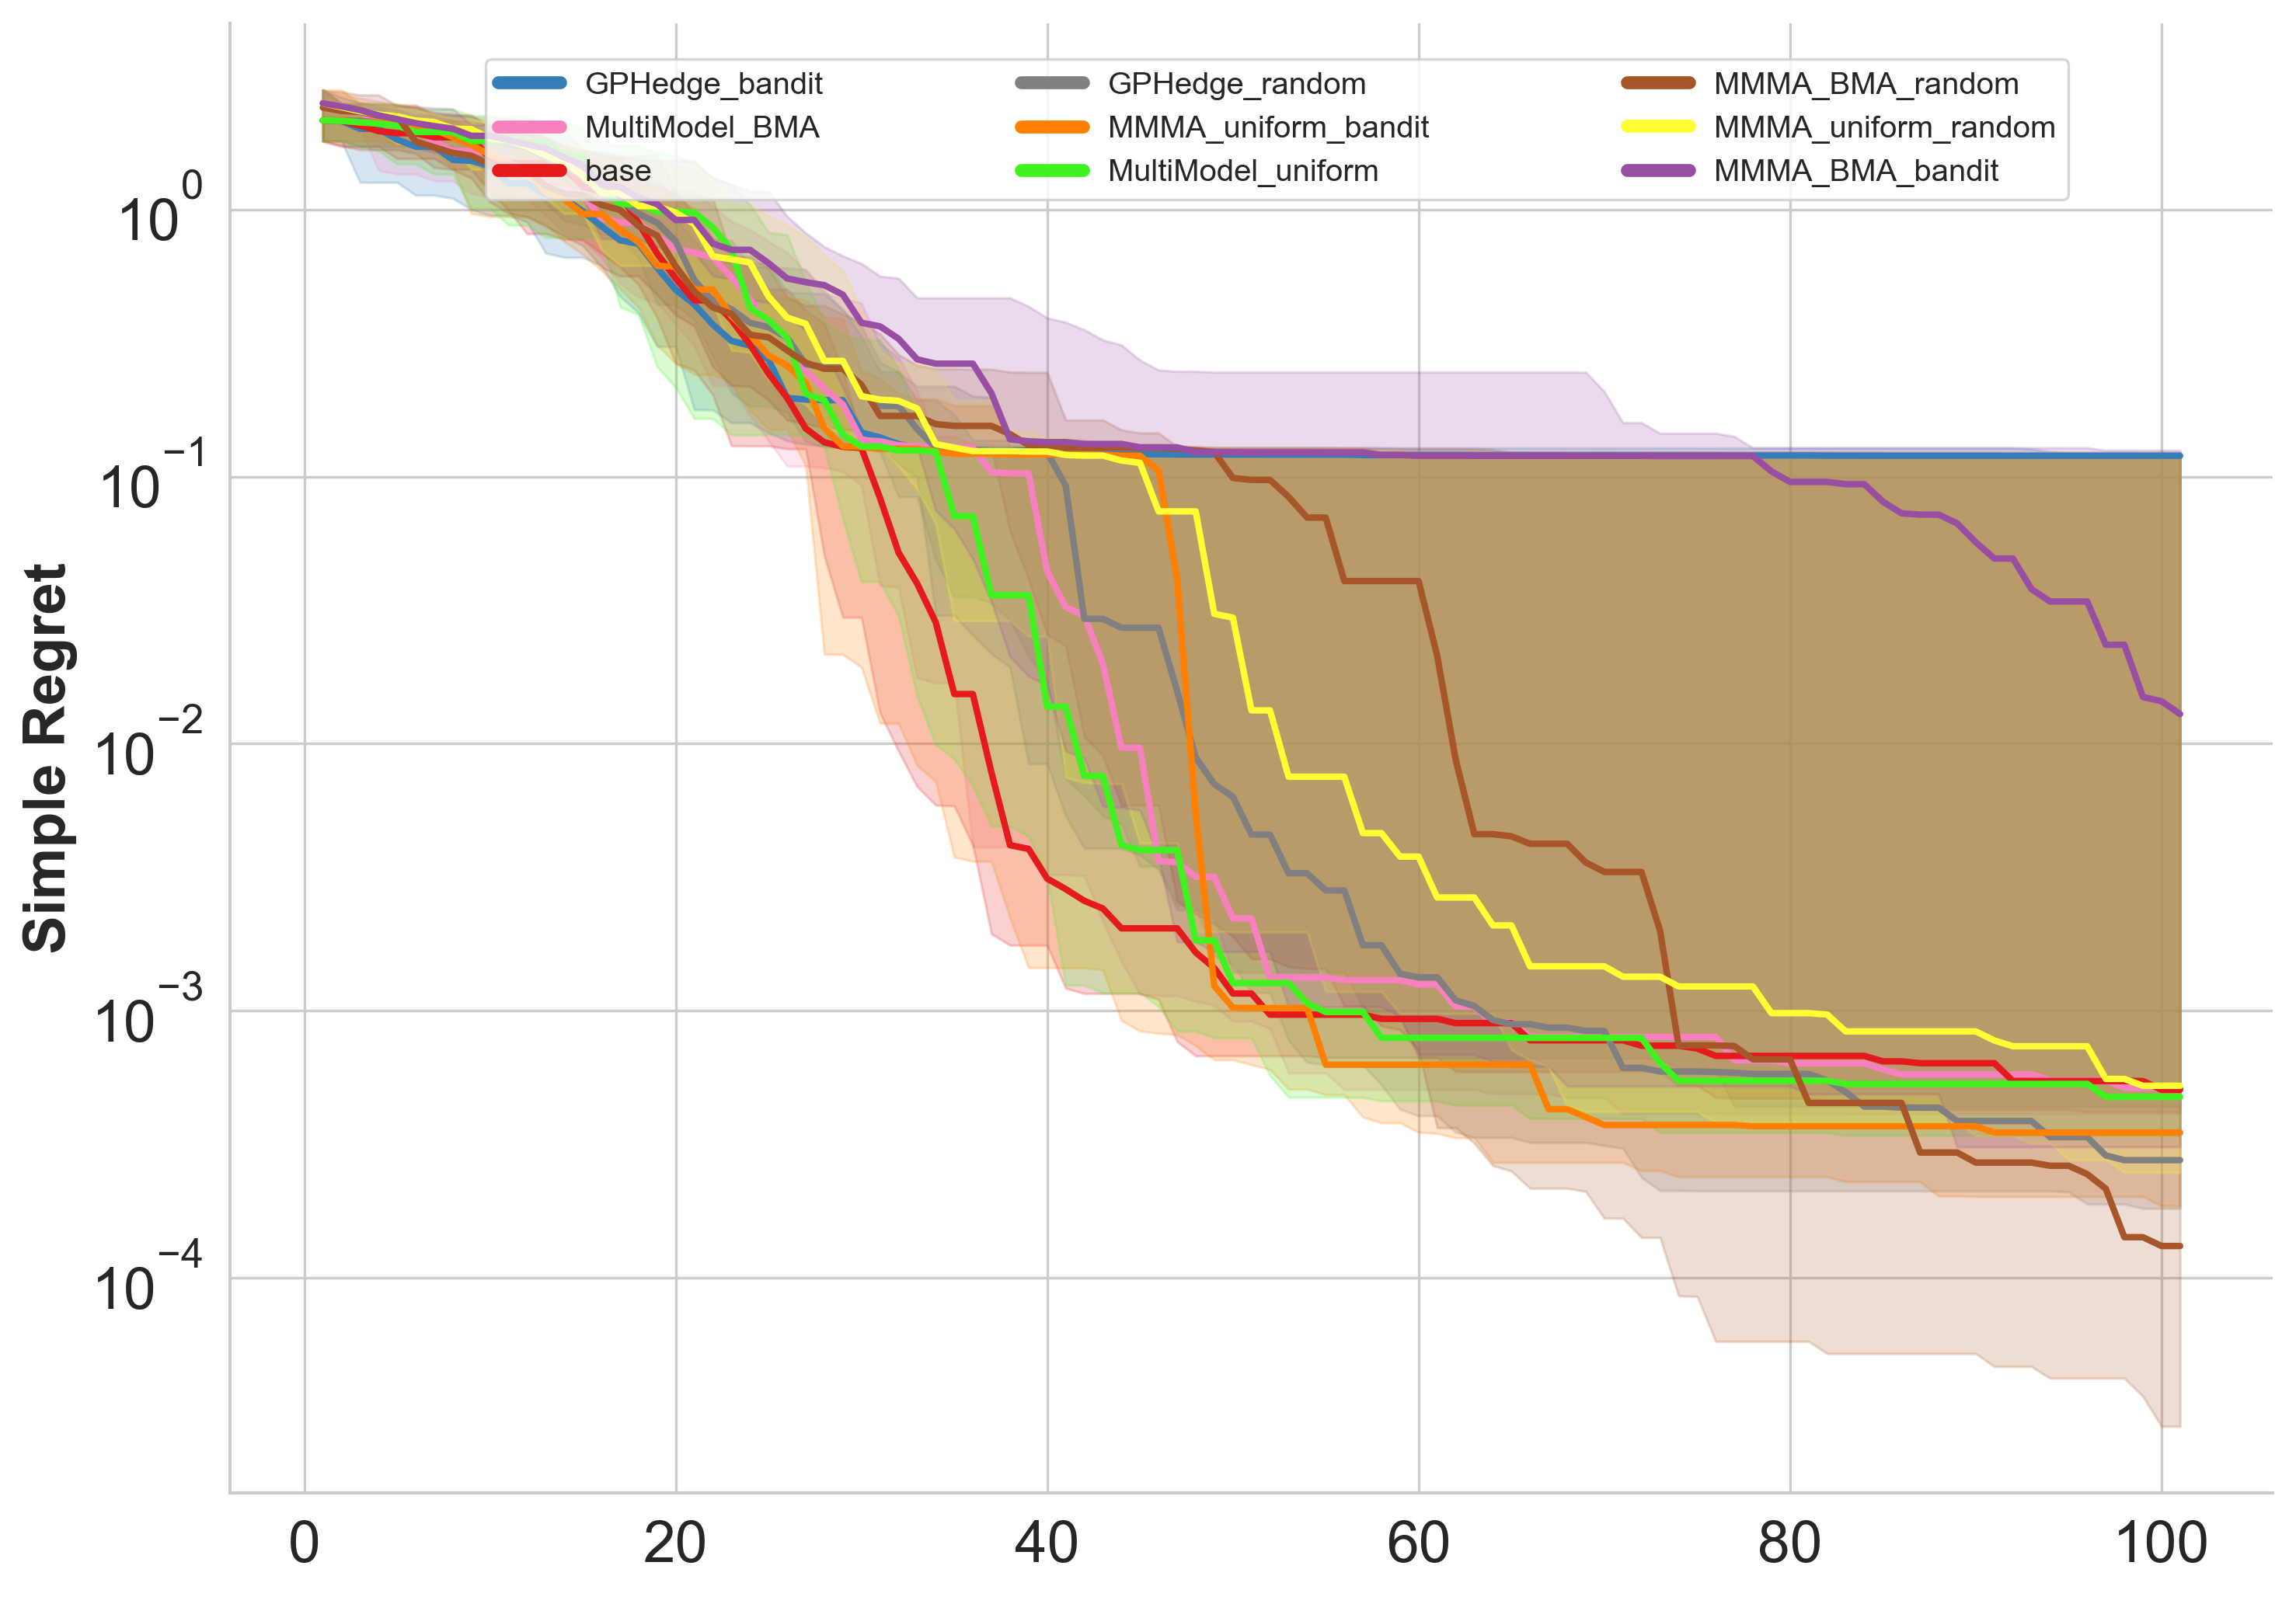 GPHedge_bandit
MultiModel_BMA
base
GPHedge_random
MMMA_uniform_bandit
MultiModel_uniform
MMMA_BMA_random
MMMA_uniform_random
MMMA_BMA_bandit
Simple Regret
10^0
10^−1
10^−2
10^−3
10^−4
0 20 40 60 80 100